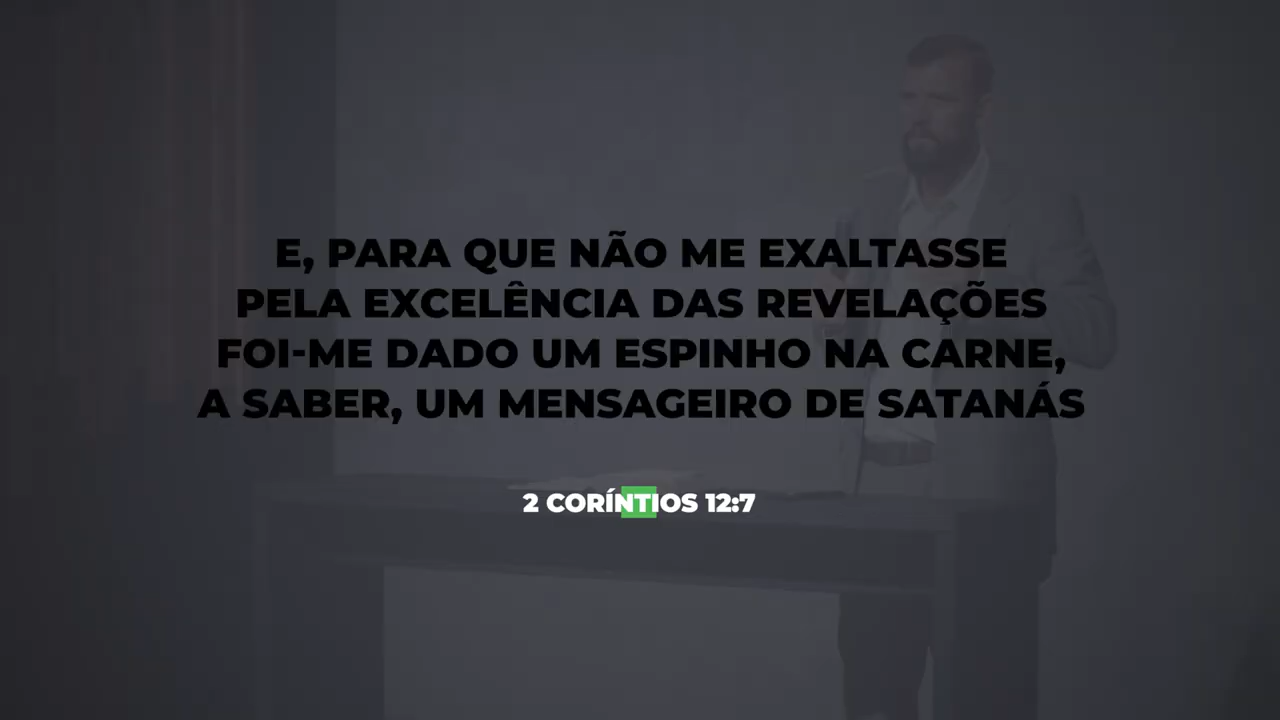 E, PARA QUE NÃO ME EXALTASSE
PELA EXCELÊNCIA DAS REVELAÇÕES
FOI-ME DADO UM ESPINHO NA CARNE,
A SABER, UM MENSAGEIRO DE SATANÁS
2 CORÍNTIOS 12:7